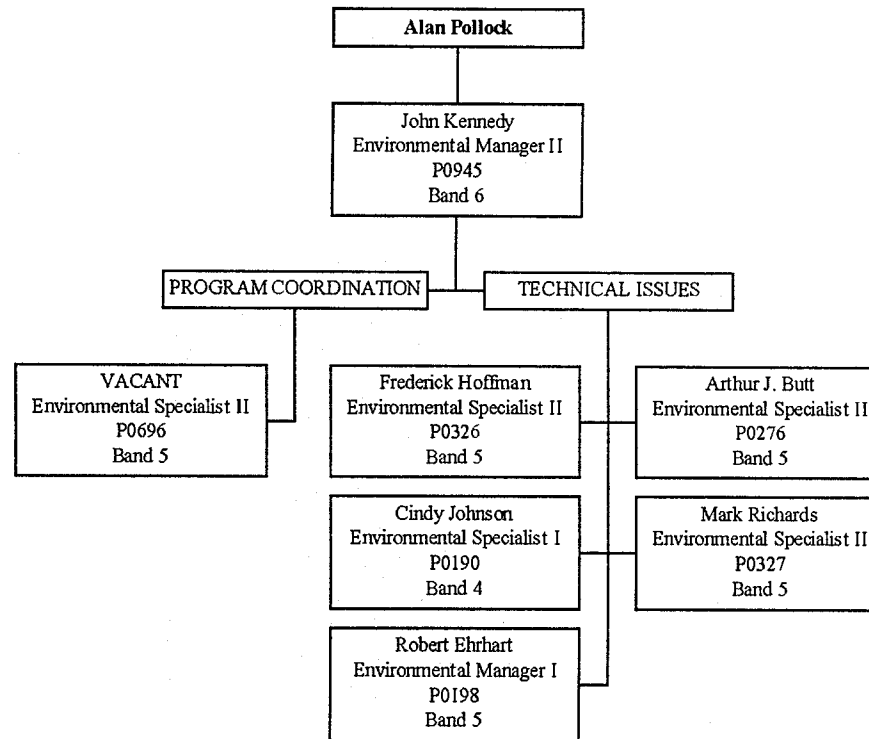 Alan Pollock
John Kennedy
Environmental Manager II
P0945
Band 6
PROGRAM COORDINATION
TECHNICAL ISSUES
VACANT
Environmental Specialist II
P0696
Band 5
Frederick Hoffman
Environmental Specialist II
P0326
Band 5
Arthur J. Butt
Environmental Specialist II
P0276
Band 5
Cindy Johnson
Environmental Specialist I
P0190
Band 4
Mark Richards
Environmental Specialist II
P0327
Band 5
Robert Ehrhart
Environmental Manager I
P0198
Band 5